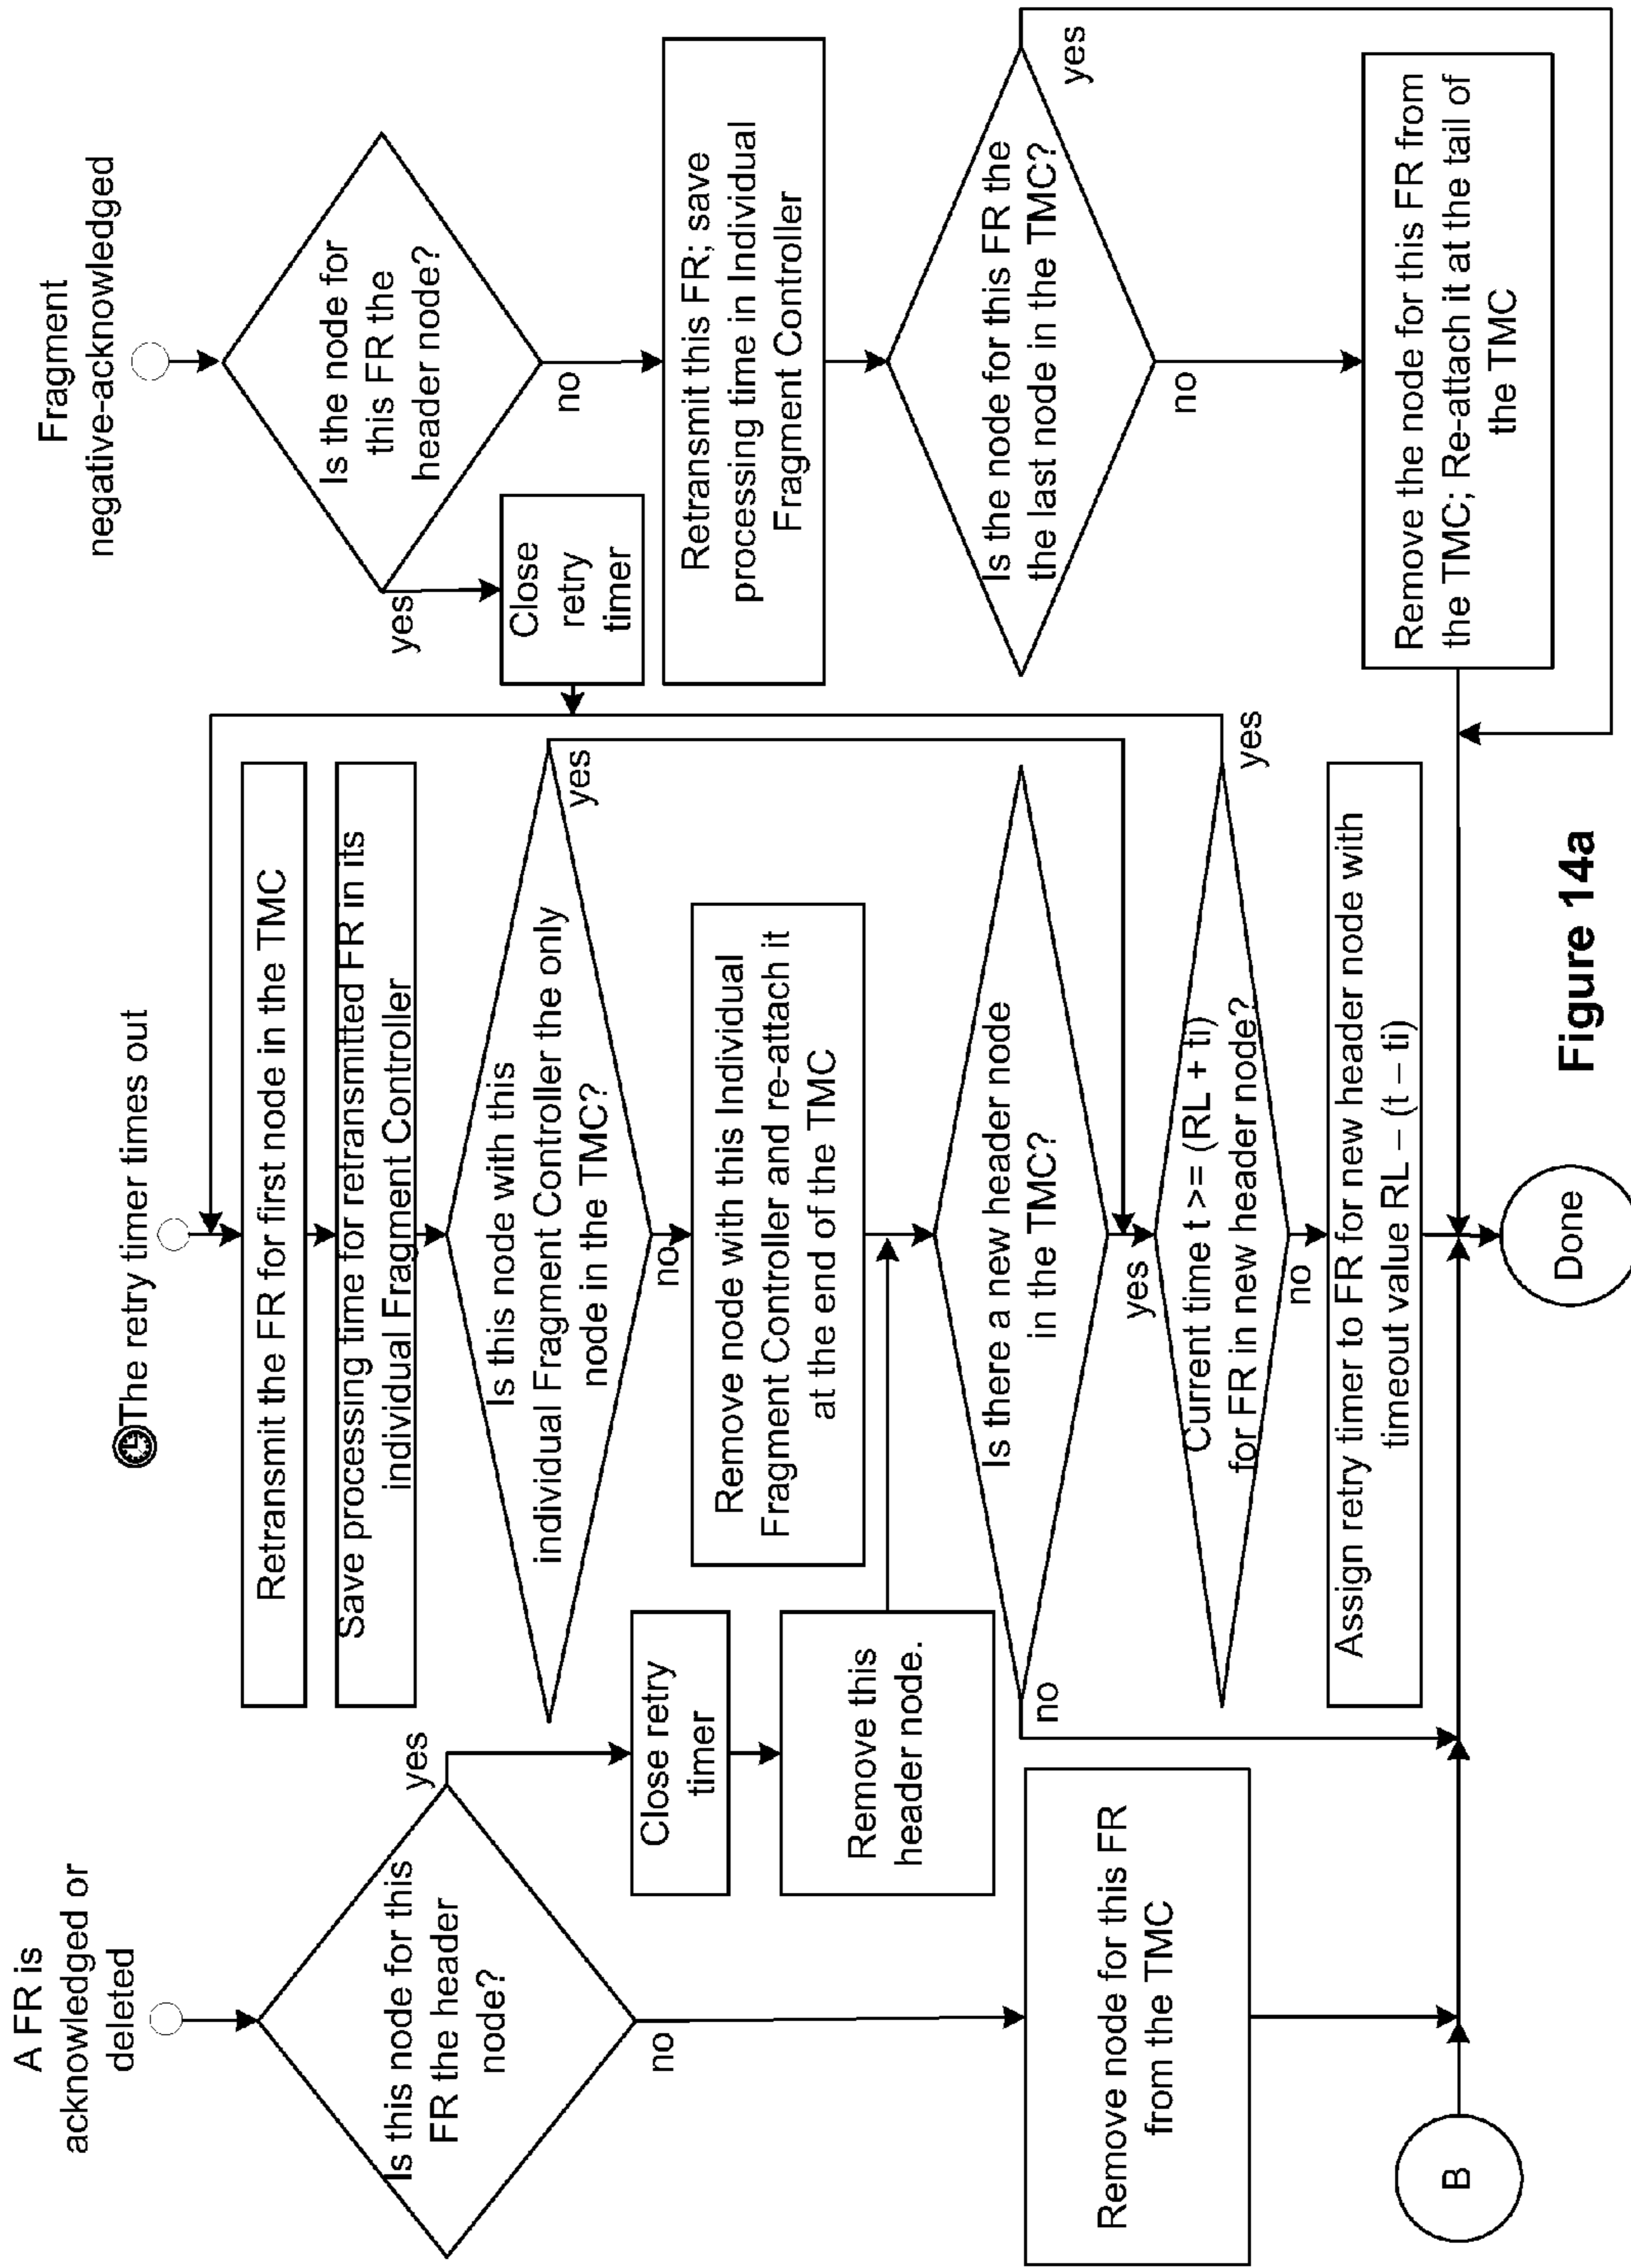 A FR is
acknowledged or
deleted
Is this node for this
FR the header
node?
yes
no
Close retry
timer
Remove this
header node.
Remove node for this FR
from the TMC
B
The retry timer times out
Retransmit the FR for first node in the TMC
Save processing time for retransmitted FR in its
individual Fragment Controller
Is this node with this
individual Fragment Controller the only
node in the TMC?
yes
no
Remove node with this Individual
Fragment Controller and re-attach it
at the end of the TMC
Is there a new header node
in the TMC?
no
yes
Current time t >= (RL + ti)
for FR in new header node?
yes
no
Assign retry timer to FR for new header node with
timeout value RL – (t – ti)
Done
Fragment
negative-acknowledged
Is the node for
this FR the
header node?
yes
no
Close
retry
timer
Retransmit this FR; save
processing time in Individual
Fragment Controller
Is the node for this FR the
the last node in the TMC?
yes
no
Remove the node for this FR from
the TMC; Re-attach it at the tail of
the TMC
Figure 14a